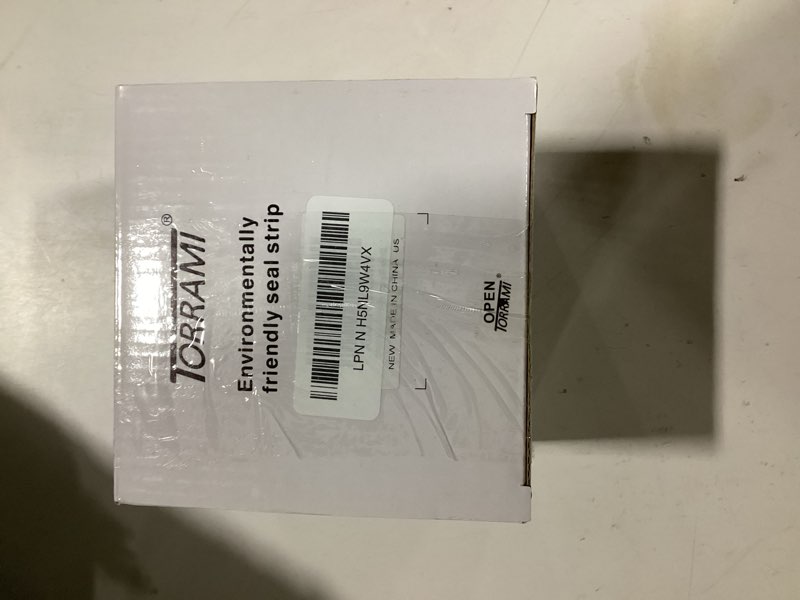 TORRAMI®
Environmentally
friendly seal strip
LPN N H5NL9W4VX
NEW MADE IN CHINA US
OPEN
TORRAMI®